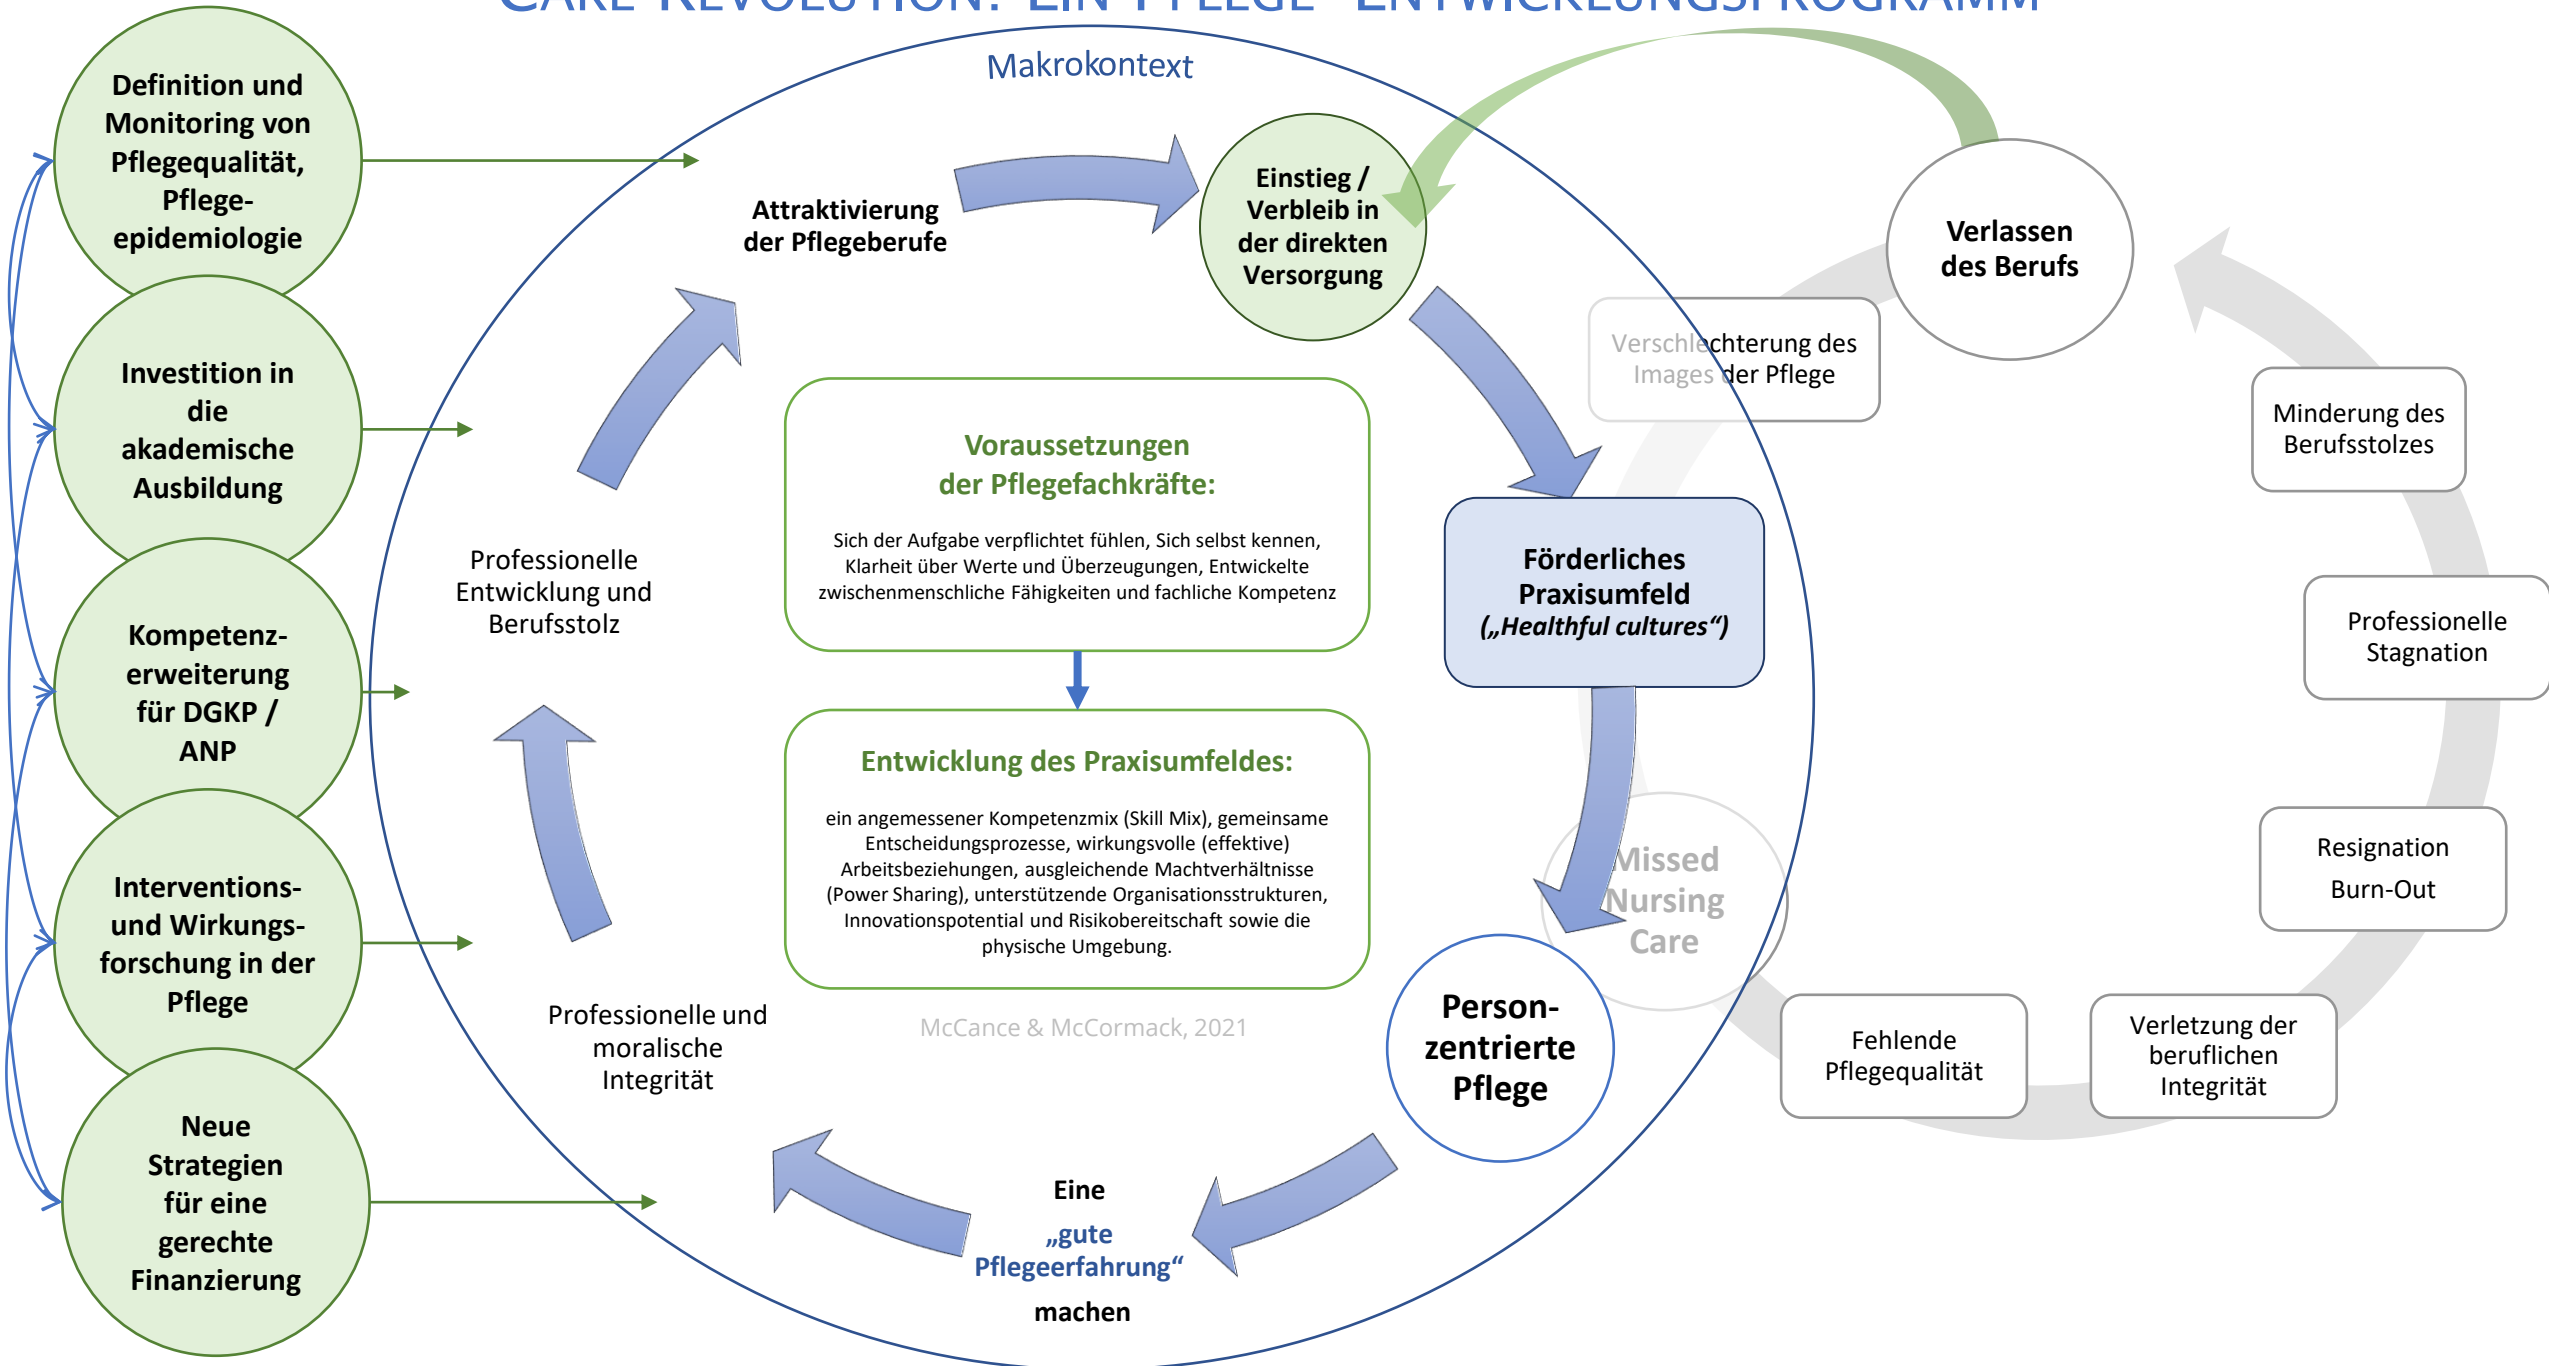 CARE REVOLUTION: EIN PFLEGE-ENTWICKLUNGSPROGRAMM
Makrokontext
Definition und
Monitoring von
Pflegequalität,
Pflege-
epidemiologie
Investition in
die
akademische
Ausbildung
Kompetenz-
erweiterung
für DGKP /
ANP
Interventions-
und Wirkungs-
forschung in der
Pflege
Neue
Strategien
für eine
gerechte
Finanzierung
Attraktivierung
der Pflegeberufe
Einstieg /
Verbleib in
der direkten
Versorgung
Förderliches
Praxisumfeld
(„Healthful cultures“)
Person-
zentrierte
Pflege
Eine
„gute
Pflegeerfahrung“
machen
Professionelle und
moralische
Integrität
Professionelle
Entwicklung und
Berufsstolz
Voraussetzungen
der Pflegefachkräfte:
Sich der Aufgabe verpflichtet fühlen, Sich selbst kennen,
Klarheit über Werte und Überzeugungen, Entwickelte
zwischenmenschliche Fähigkeiten und fachliche Kompetenz
Entwicklung des Praxisumfeldes:
ein angemessener Kompetenzmix (Skill Mix), gemeinsame
Entscheidungsprozesse, wirkungsvolle (effektive)
Arbeitsbeziehungen, ausgleichende Machtverhältnisse
(Power Sharing), unterstützende Organisationsstrukturen,
Innovationspotential und Risikobereitschaft sowie die
physische Umgebung.
McCance & McCormack, 2021
Verlassen
des Berufs
Verschlechterung des
Images der Pflege
Missed
Nursing
Care
Fehlende
Pflegequalität
Verletzung der
beruflichen
Integrität
Resignation
Burn-Out
Professionelle
Stagnation
Minderung des
Berufsstolzes